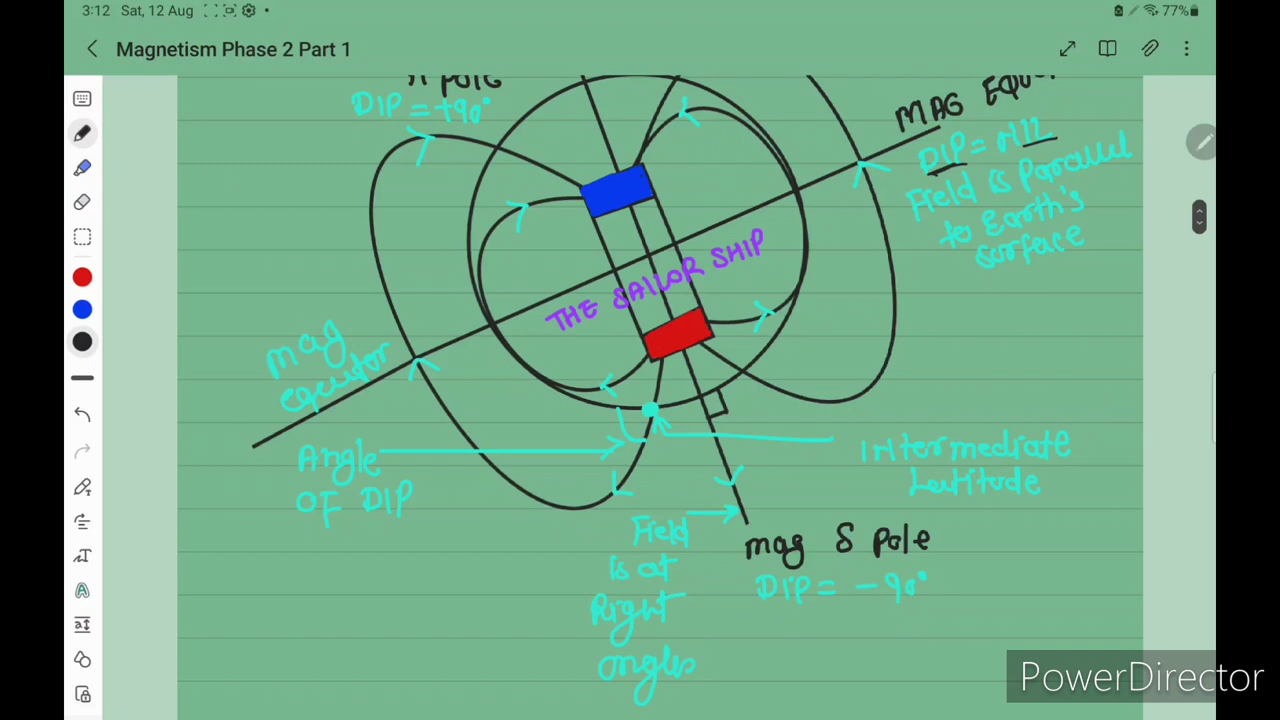 3:12 Sat, 12 Aug
77%
Magnetism Phase 2 Part 1
pole
DIP = +90°
MAG EQU
DIP = NIL
Field is parallel
to Earth's
surface
THE SAILOR SHIP
mag
equator
Angle
OF DIP
Intermediate
Latitude
Field
is at
Right
angles
mag S pole
DIP = -90°
PowerDirector